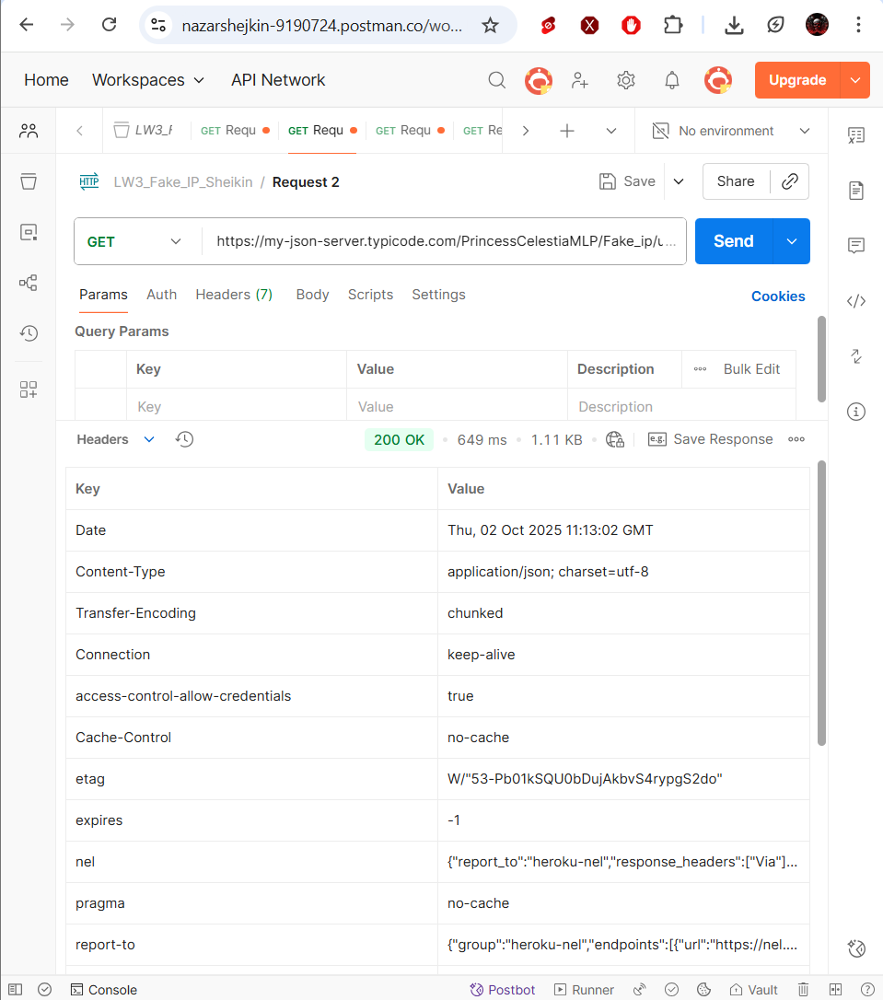 nazarshejkin-9190724.postman.co/wo...
Home Workspaces API Network Upgrade
LW3_F GET Requ GET Requ GET Requ GET Re No environment
HTTP LW3_Fake_IP_Sheikin / Request 2 Save Share
GET https://my-json-server.typicode.com/PrincessCelestiaMLP/Fake_ip/u... Send
Params Auth Headers (7) Body Scripts Settings Cookies
Query Params
Key Value Description Bulk Edit
Key Value Description
Headers 200 OK 649 ms 1.11 KB e.g. Save Response
Key Value
Date Thu, 02 Oct 2025 11:13:02 GMT
Content-Type application/json; charset=utf-8
Transfer-Encoding chunked
Connection keep-alive
access-control-allow-credentials true
Cache-Control no-cache
etag W/"53-Pb01kSQU0bDujAkbvS4rypgS2do"
expires -1
nel {"report_to":"heroku-nel","response_headers":["Via"]...
pragma no-cache
report-to {"group":"heroku-nel","endpoints":[{"url":"https://nel....
Console Postbot Runner Vault